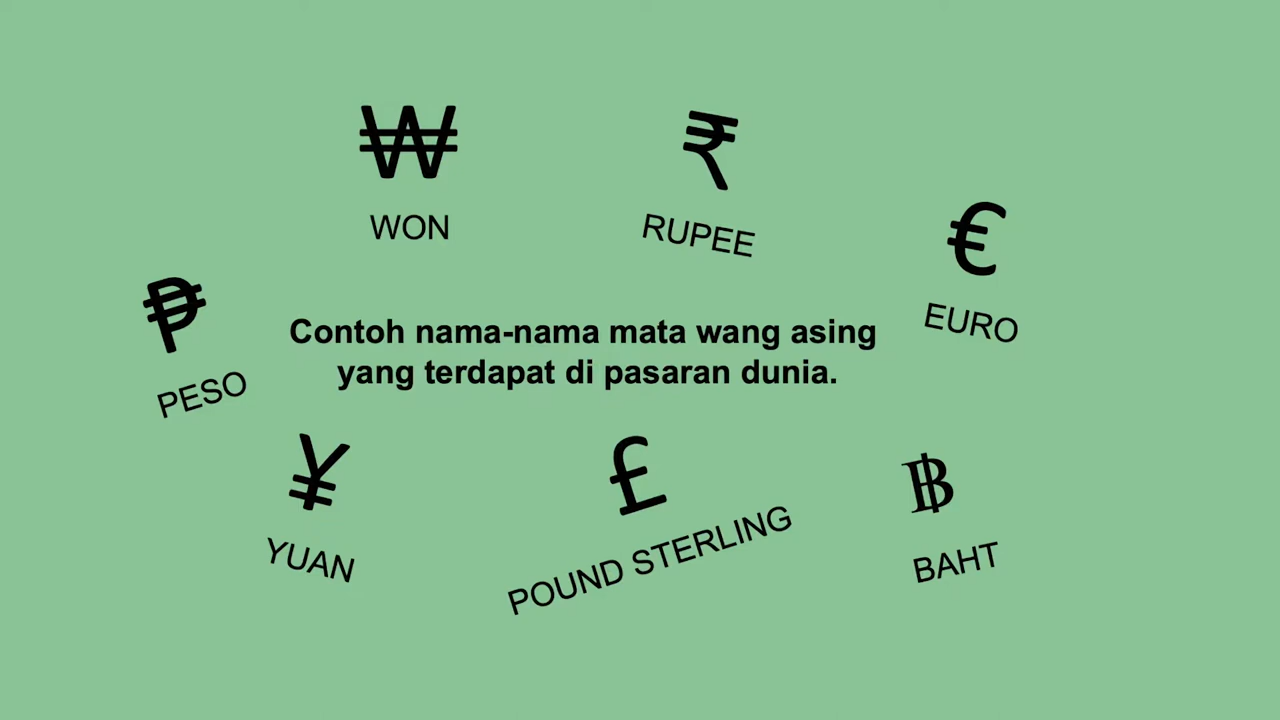 ₩
WON
₹
RUPEE
€
EURO
₱
PESO
Contoh nama-nama mata wang asing
yang terdapat di pasaran dunia.
¥
YUAN
£
POUND STERLING
฿
BAHT